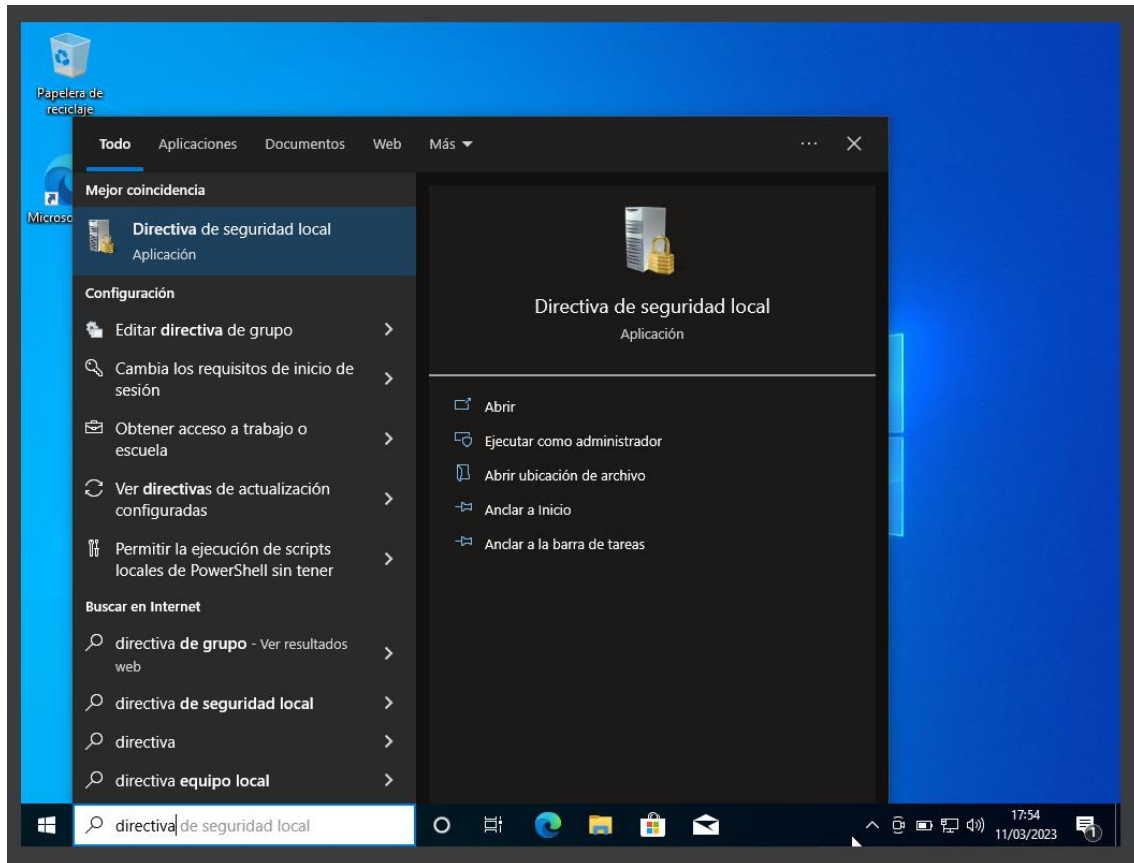 Papelera de
reciclaje
Todo Aplicaciones Documentos Web Más
Mejor coincidencia
Microso
Directiva de seguridad local
Aplicación
Configuración
Editar directiva de grupo
Cambia los requisitos de inicio de
sesión
Obtener acceso a trabajo o
escuela
Ver directivas de actualización
configuradas
Permitir la ejecución de scripts
locales de PowerShell sin tener
Buscar en Internet
directiva de grupo - Ver resultados
web
directiva de seguridad local
directiva
directiva equipo local
Directiva de seguridad local
Aplicación
Abrir
Ejecutar como administrador
Abrir ubicación de archivo
Anclar a Inicio
Anclar a la barra de tareas
directiva de seguridad local
17:54
11/03/2023
1